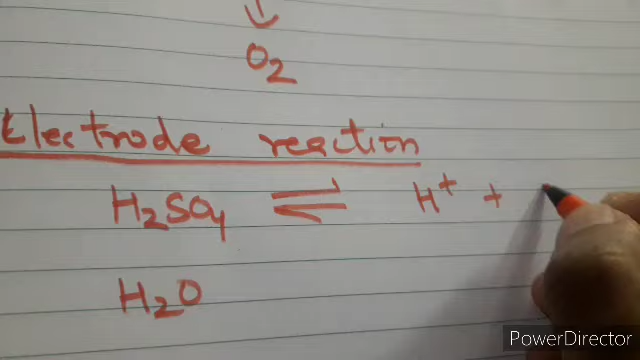 ↓
O₂
Electrode reaction
H₂SO₄ ⇌ H⁺ +
H₂O
PowerDirector